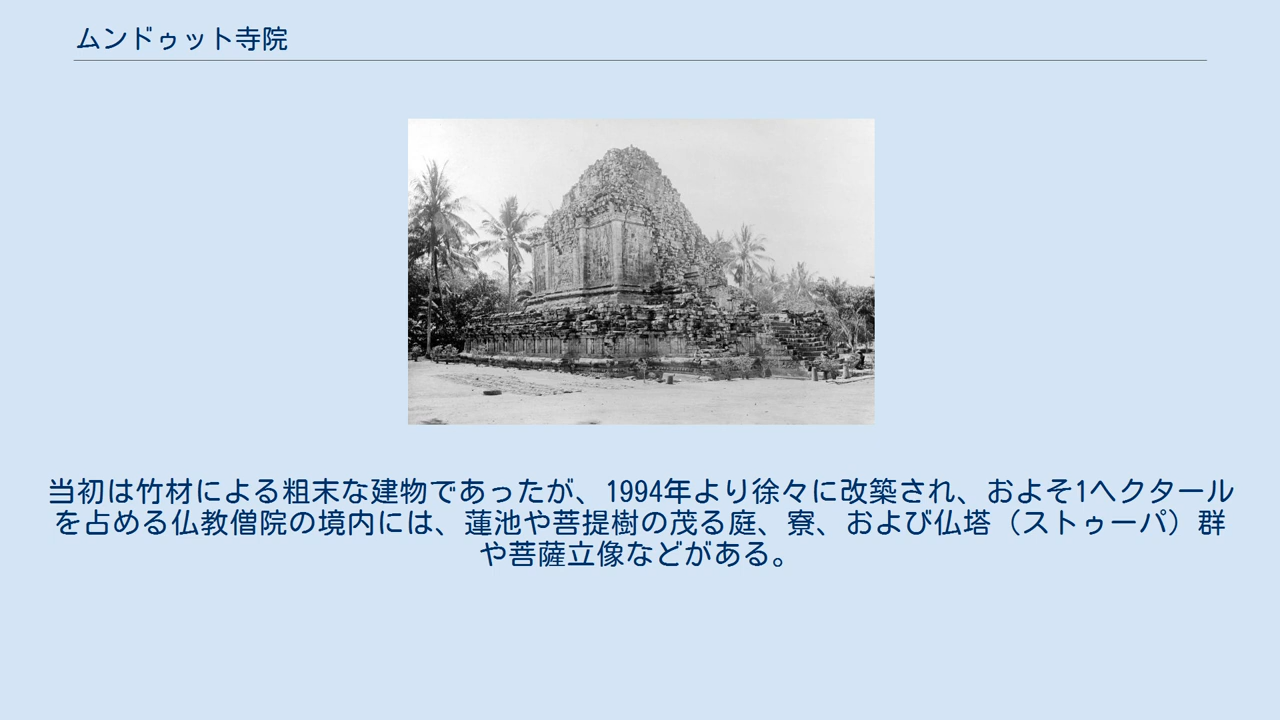 ムンドゥット寺院
当初は竹材による粗末な建物であったが、1994年より徐々に改築され、およそ1ヘクタール
を占める仏教僧院の境内には、蓮池や菩提樹の茂る庭、寮、および仏塔（ストゥーパ）群
や菩薩立像などがある。